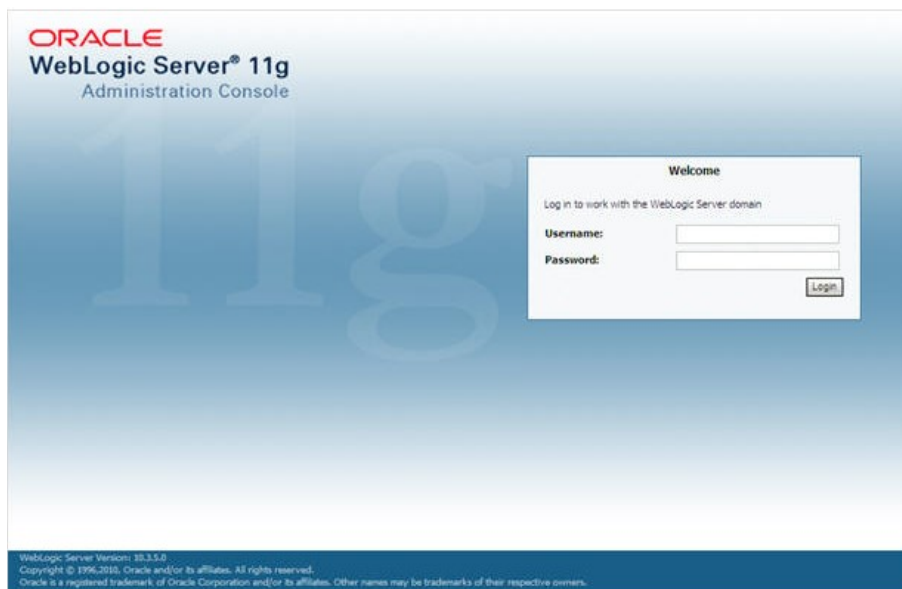 ORACLE
WebLogic Server® 11g
Administration Console
11g
Welcome
Log in to work with the WebLogic Server domain
Username:
Password:
Login
WebLogic Server Version: 10.3.5.0
Copyright © 1996,2010, Oracle and/or its affiliates. All rights reserved.
Oracle is a registered trademark of Oracle Corporation and/or its affiliates. Other names may be trademarks of their respective owners.